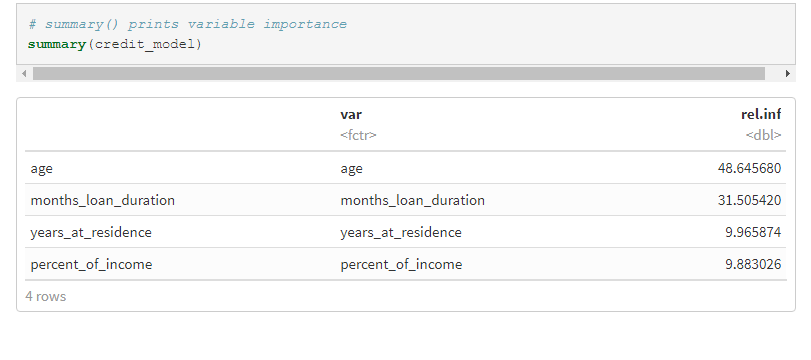 # summary() prints variable importance
summary(credit_model)
var rel.inf
<fctr> <dbl>
age age 48.645680
months_loan_duration months_loan_duration 31.505420
years_at_residence years_at_residence 9.965874
percent_of_income percent_of_income 9.883026
4 rows